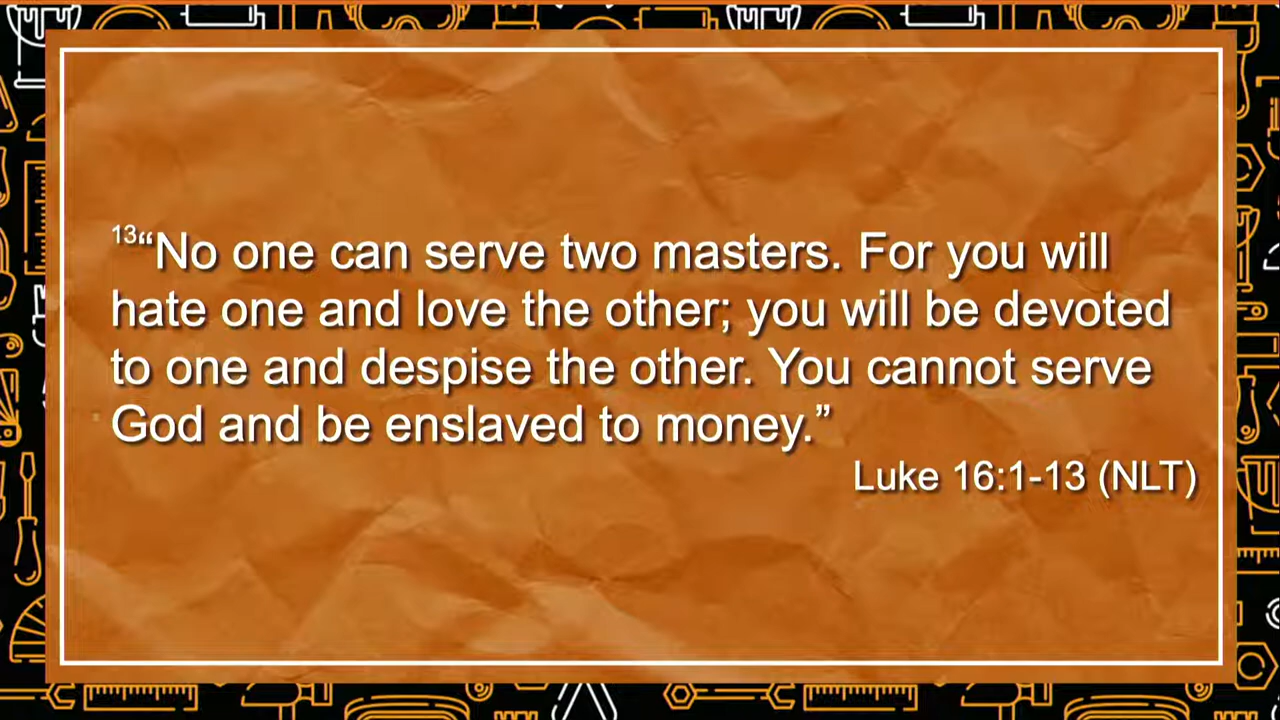 13“No one can serve two masters. For you will
hate one and love the other; you will be devoted
to one and despise the other. You cannot serve
God and be enslaved to money.”
Luke 16:1-13 (NLT)